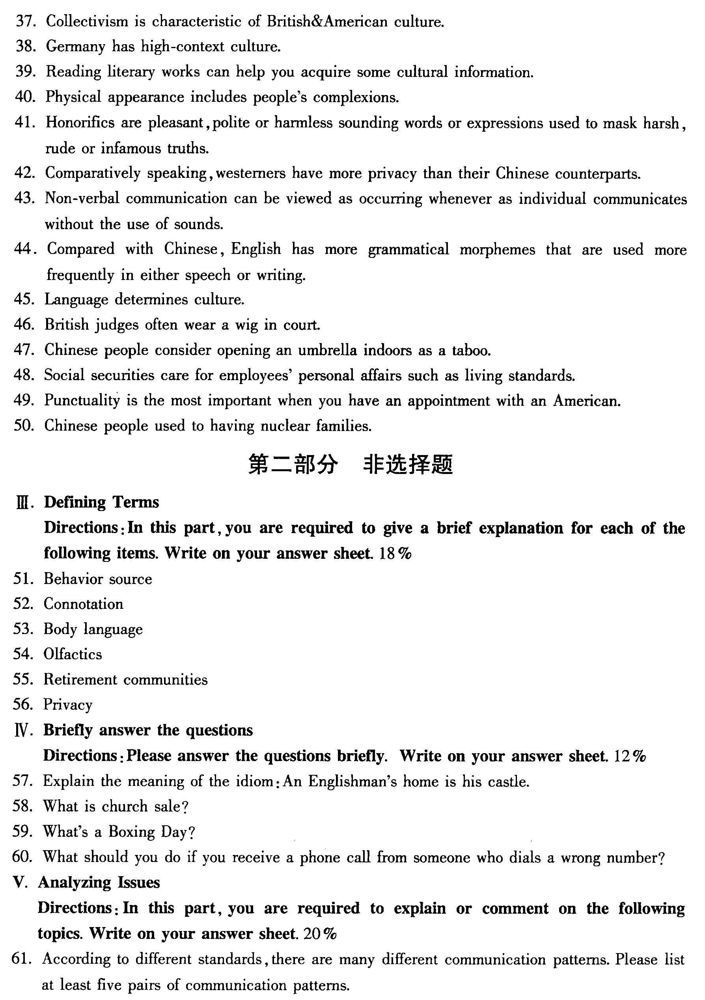 37. Collectivism is characteristic of British&American culture.
38. Germany has high-context culture.
39. Reading literary works can help you acquire some cultural information.
40. Physical appearance includes people's complexions.
41. Honorifics are pleasant,polite or harmless sounding words or expressions used to mask harsh,
rude or infamous truths.
42. Comparatively speaking,westerners have more privacy than their Chinese counterparts.
43. Non-verbal communication can be viewed as occurring whenever as individual communicates
without the use of sounds.
44. Compared with Chinese,English has more grammatical morphemes that are used more
frequently in either speech or writing.
45. Language determines culture.
46. British judges often wear a wig in court.
47. Chinese people consider opening an umbrella indoors as a taboo.
48. Social securities care for employees' personal affairs such as living standards.
49. Punctuality is the most important when you have an appointment with an American.
50. Chinese people used to having nuclear families.
第二部分 非选择题
Ⅲ. Defining Terms
Directions:In this part,you are required to give a brief explanation for each of the
following items. Write on your answer sheet. 18%
51. Behavior source
52. Connotation
53. Body language
54. Olfactics
55. Retirement communities
56. Privacy
Ⅳ. Briefly answer the questions
Directions:Please answer the questions briefly. Write on your answer sheet. 12%
57. Explain the meaning of the idiom:An Englishman's home is his castle.
58. What is church sale?
59. What's a Boxing Day?
60. What should you do if you receive a phone call from someone who dials a wrong number?
V. Analyzing Issues
Directions:In this part,you are required to explain or comment on the following
topics. Write on your answer sheet. 20%
61. According to different standards,there are many different communication patterns. Please list
at least five pairs of communication patterns.